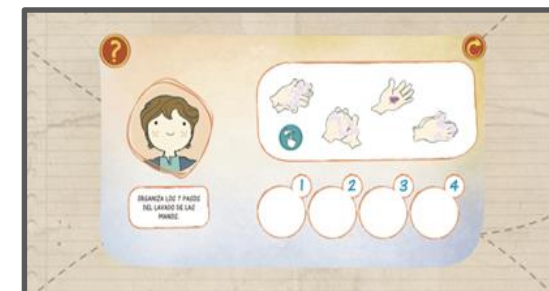 ?
1 2 3 4
ORGANIZA LOS 7 PASOS
DEL LAVADO DE LAS
MANOS.